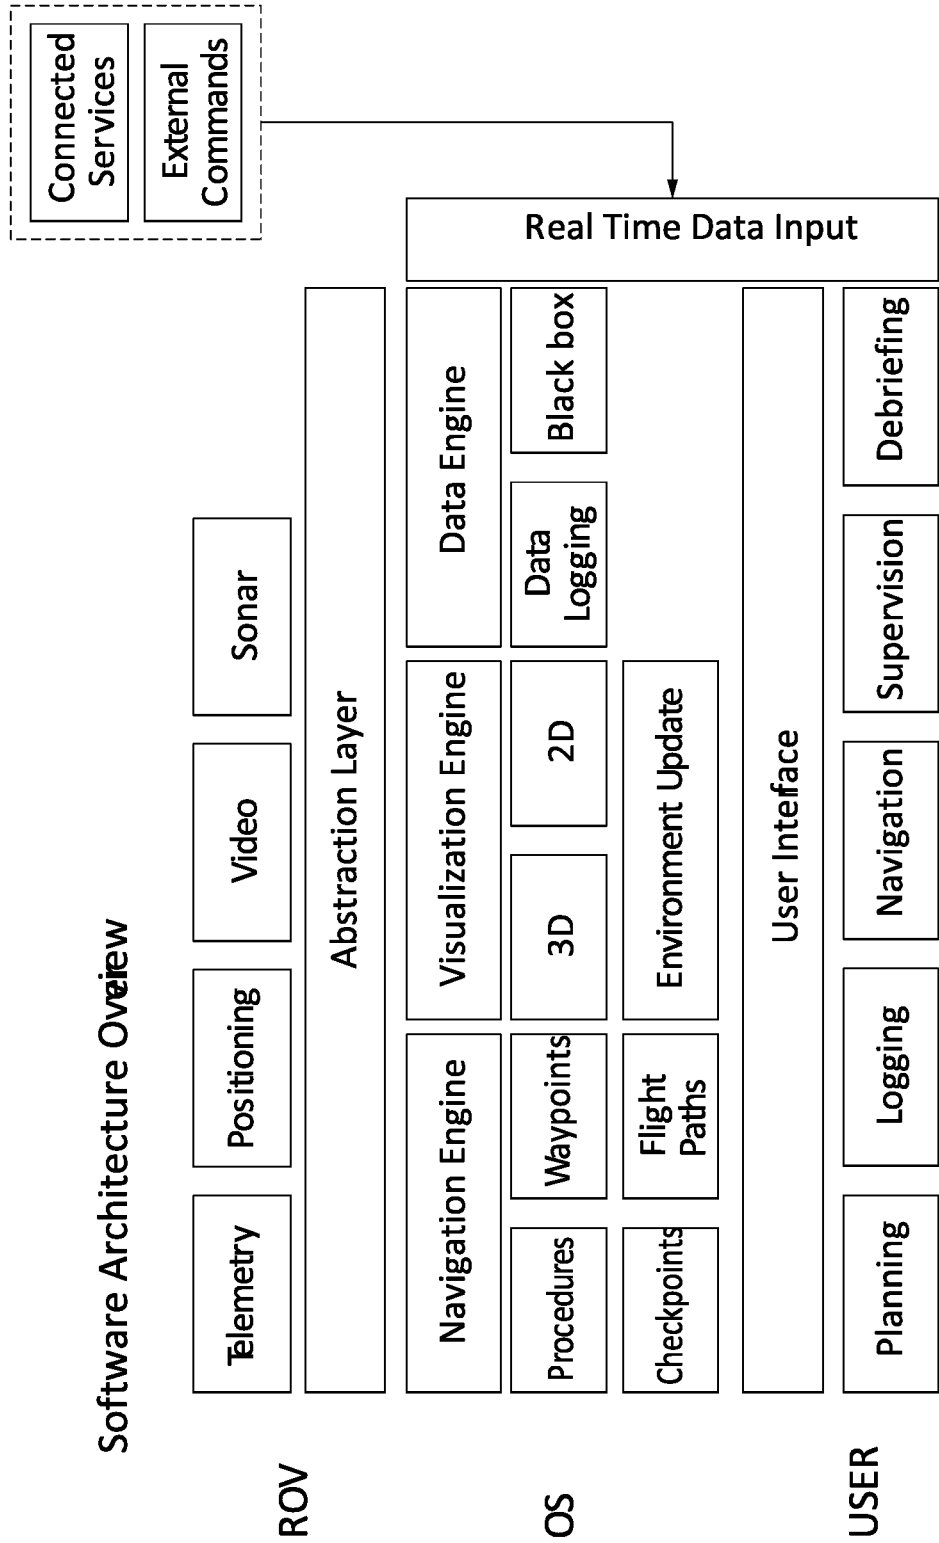 Software Architecture Overview
Connected
Services
External
Commands
ROV
Telemetry
Positioning
Video
Sonar
Abstraction Layer
Real Time Data Input
OS
Navigation Engine
Visualization Engine
Data Engine
Procedures
Waypoints
3D
2D
Data
Logging
Black box
Checkpoints
Flight
Paths
Environment Update
User Interface
USER
Planning
Logging
Navigation
Supervision
Debriefing